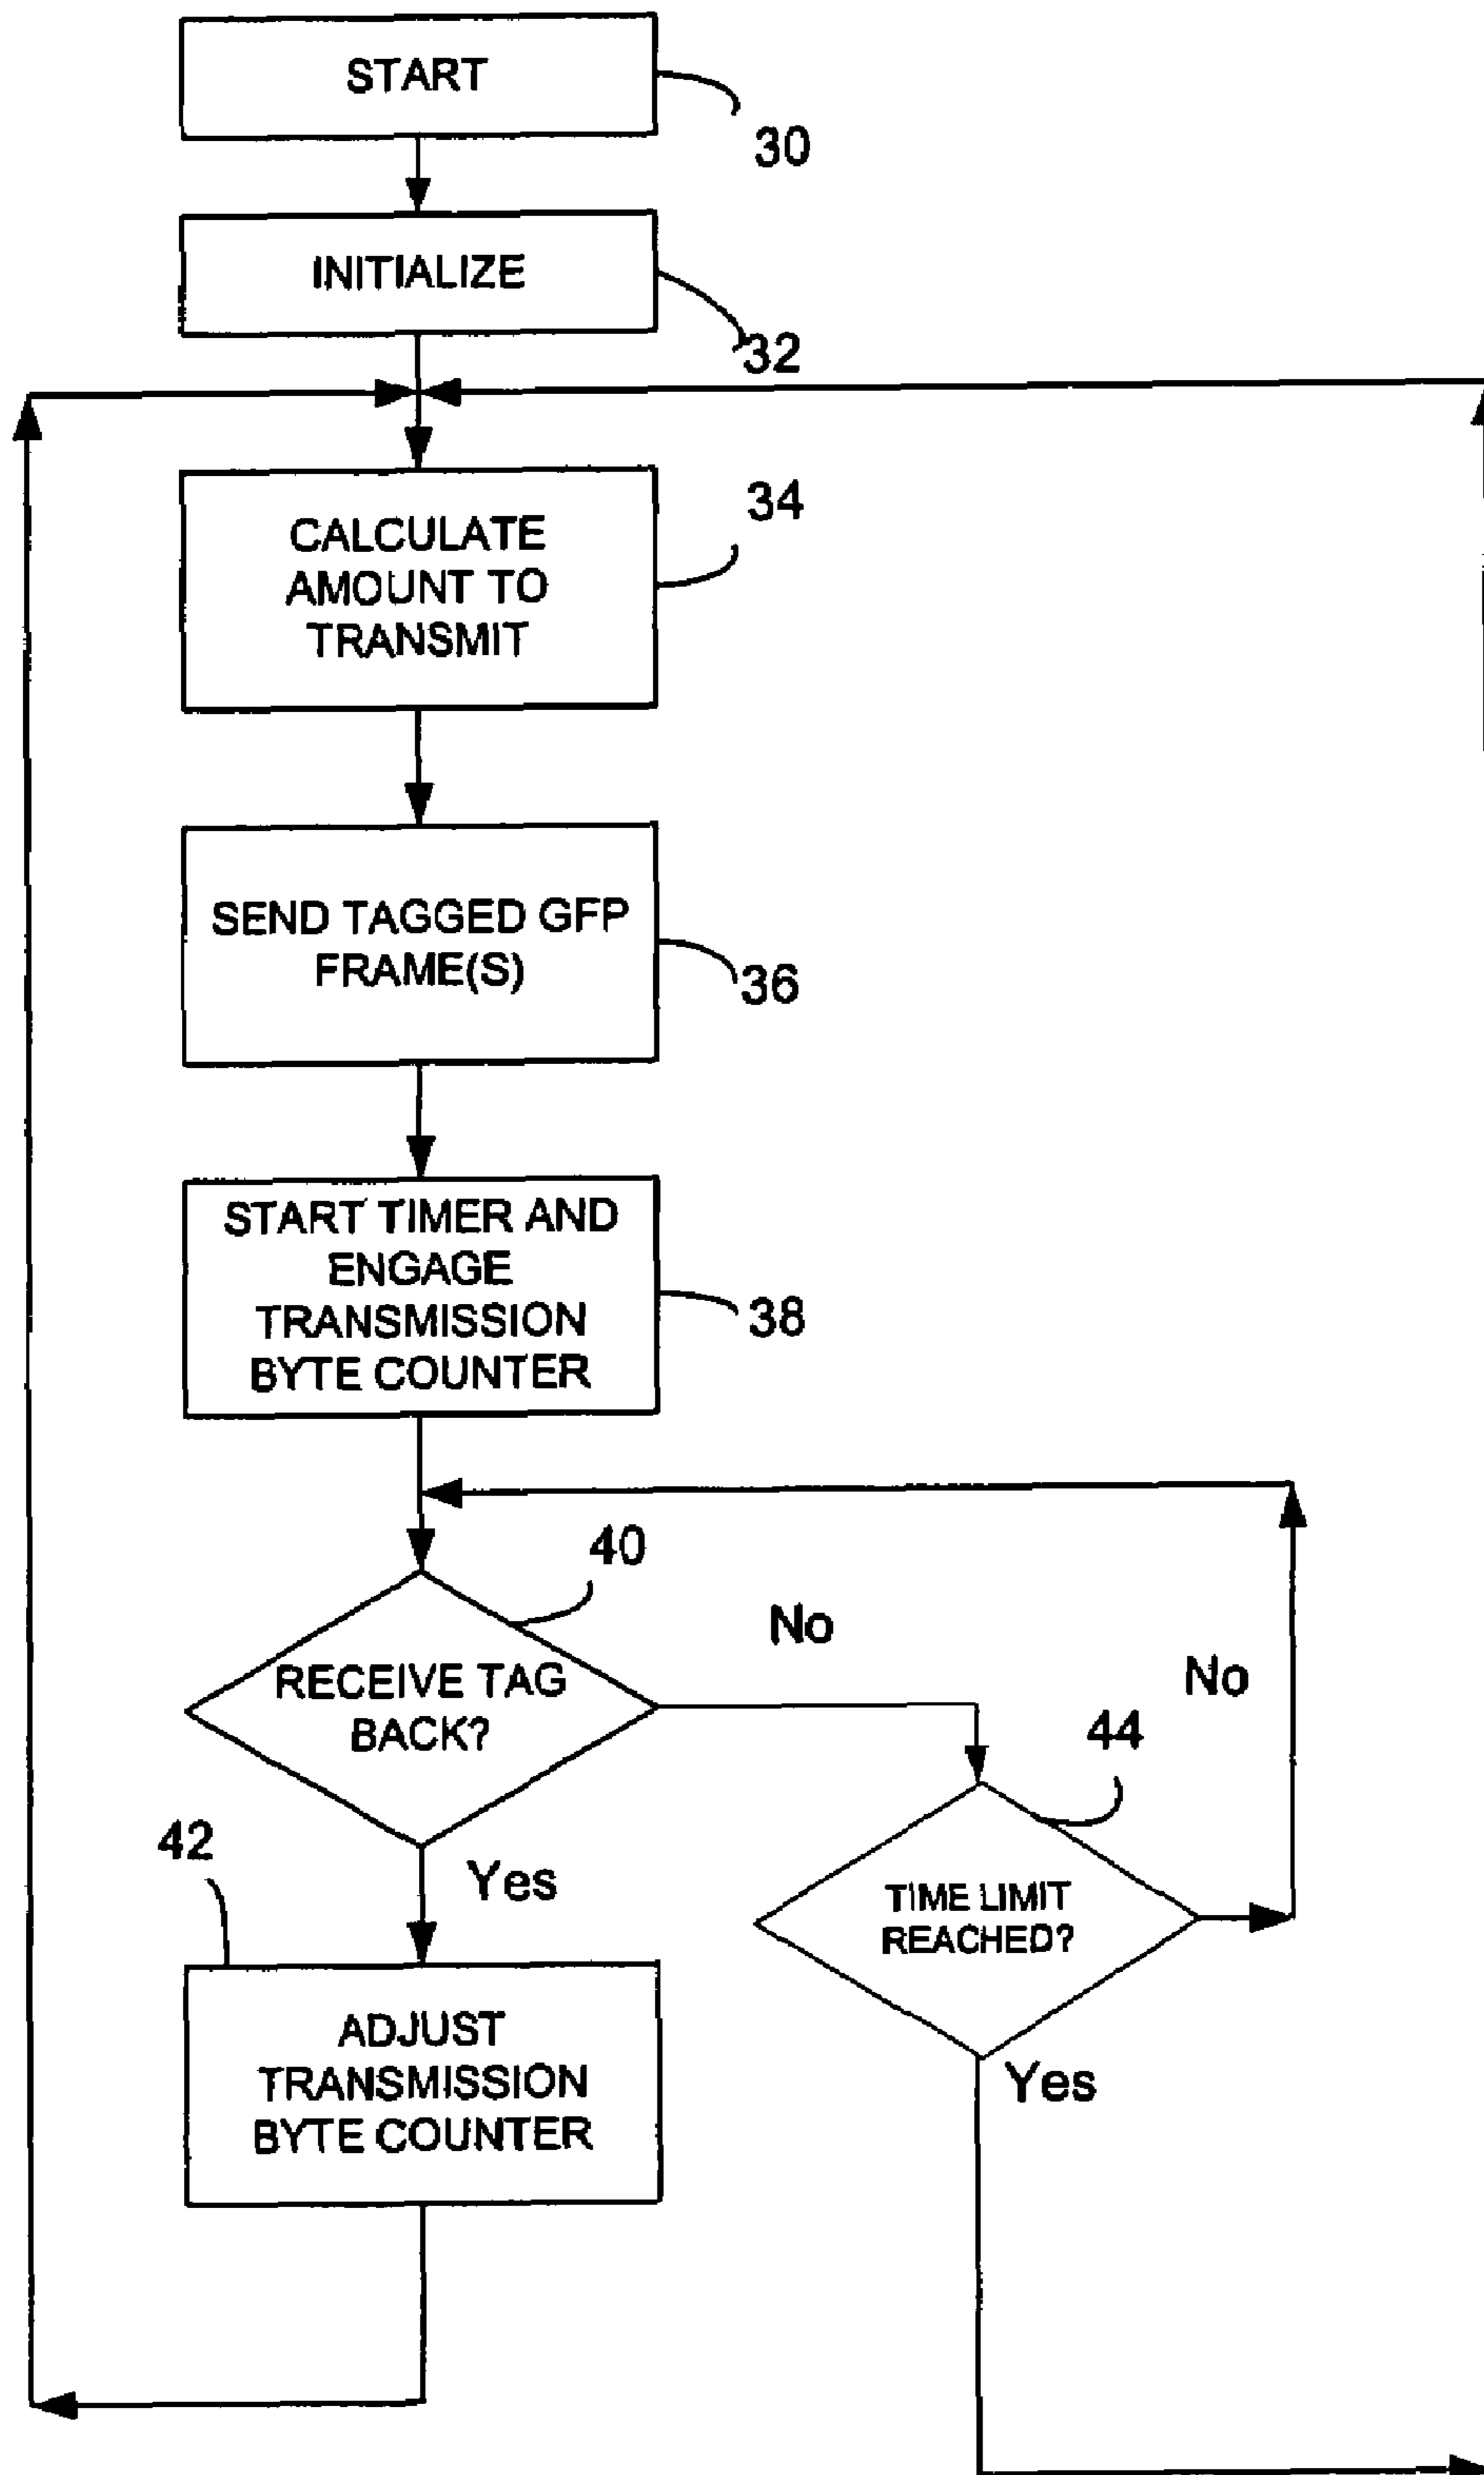 START
30
INITIALIZE
32
34
CALCULATE
AMOUNT TO
TRANSMIT
SEND TAGGED GFP
FRAME(S)
36
START TIMER AND
ENGAGE
TRANSMISSION
BYTE COUNTER
38
40
No
RECEIVE TAG
BACK?
No
44
42
Yes
TIME LIMIT
REACHED?
ADJUST
TRANSMISSION
BYTE COUNTER
Yes